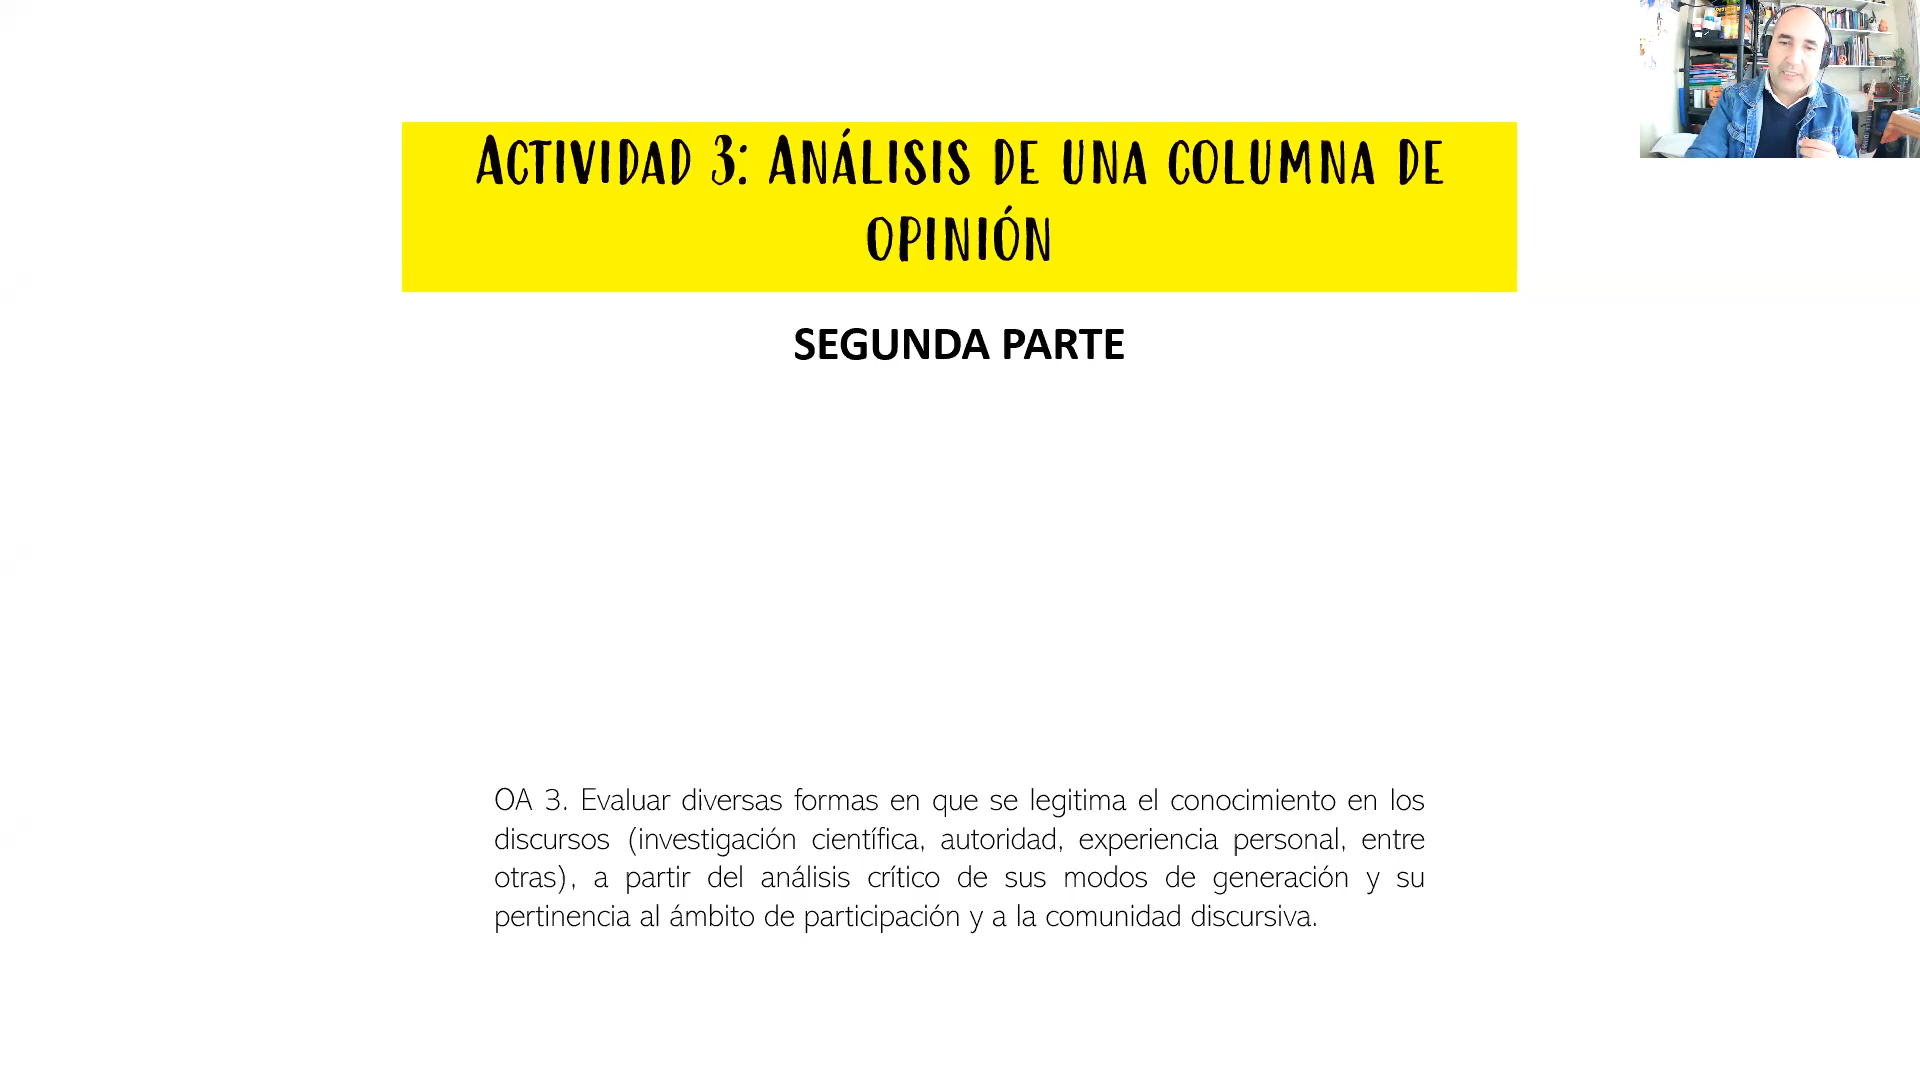 Actividad 3: Análisis de una columna de
opinión
SEGUNDA PARTE
OA 3. Evaluar diversas formas en que se legitima el conocimiento en los
discursos (investigación científica, autoridad, experiencia personal, entre
otras), a partir del análisis crítico de sus modos de generación y su
pertinencia al ámbito de participación y a la comunidad discursiva.